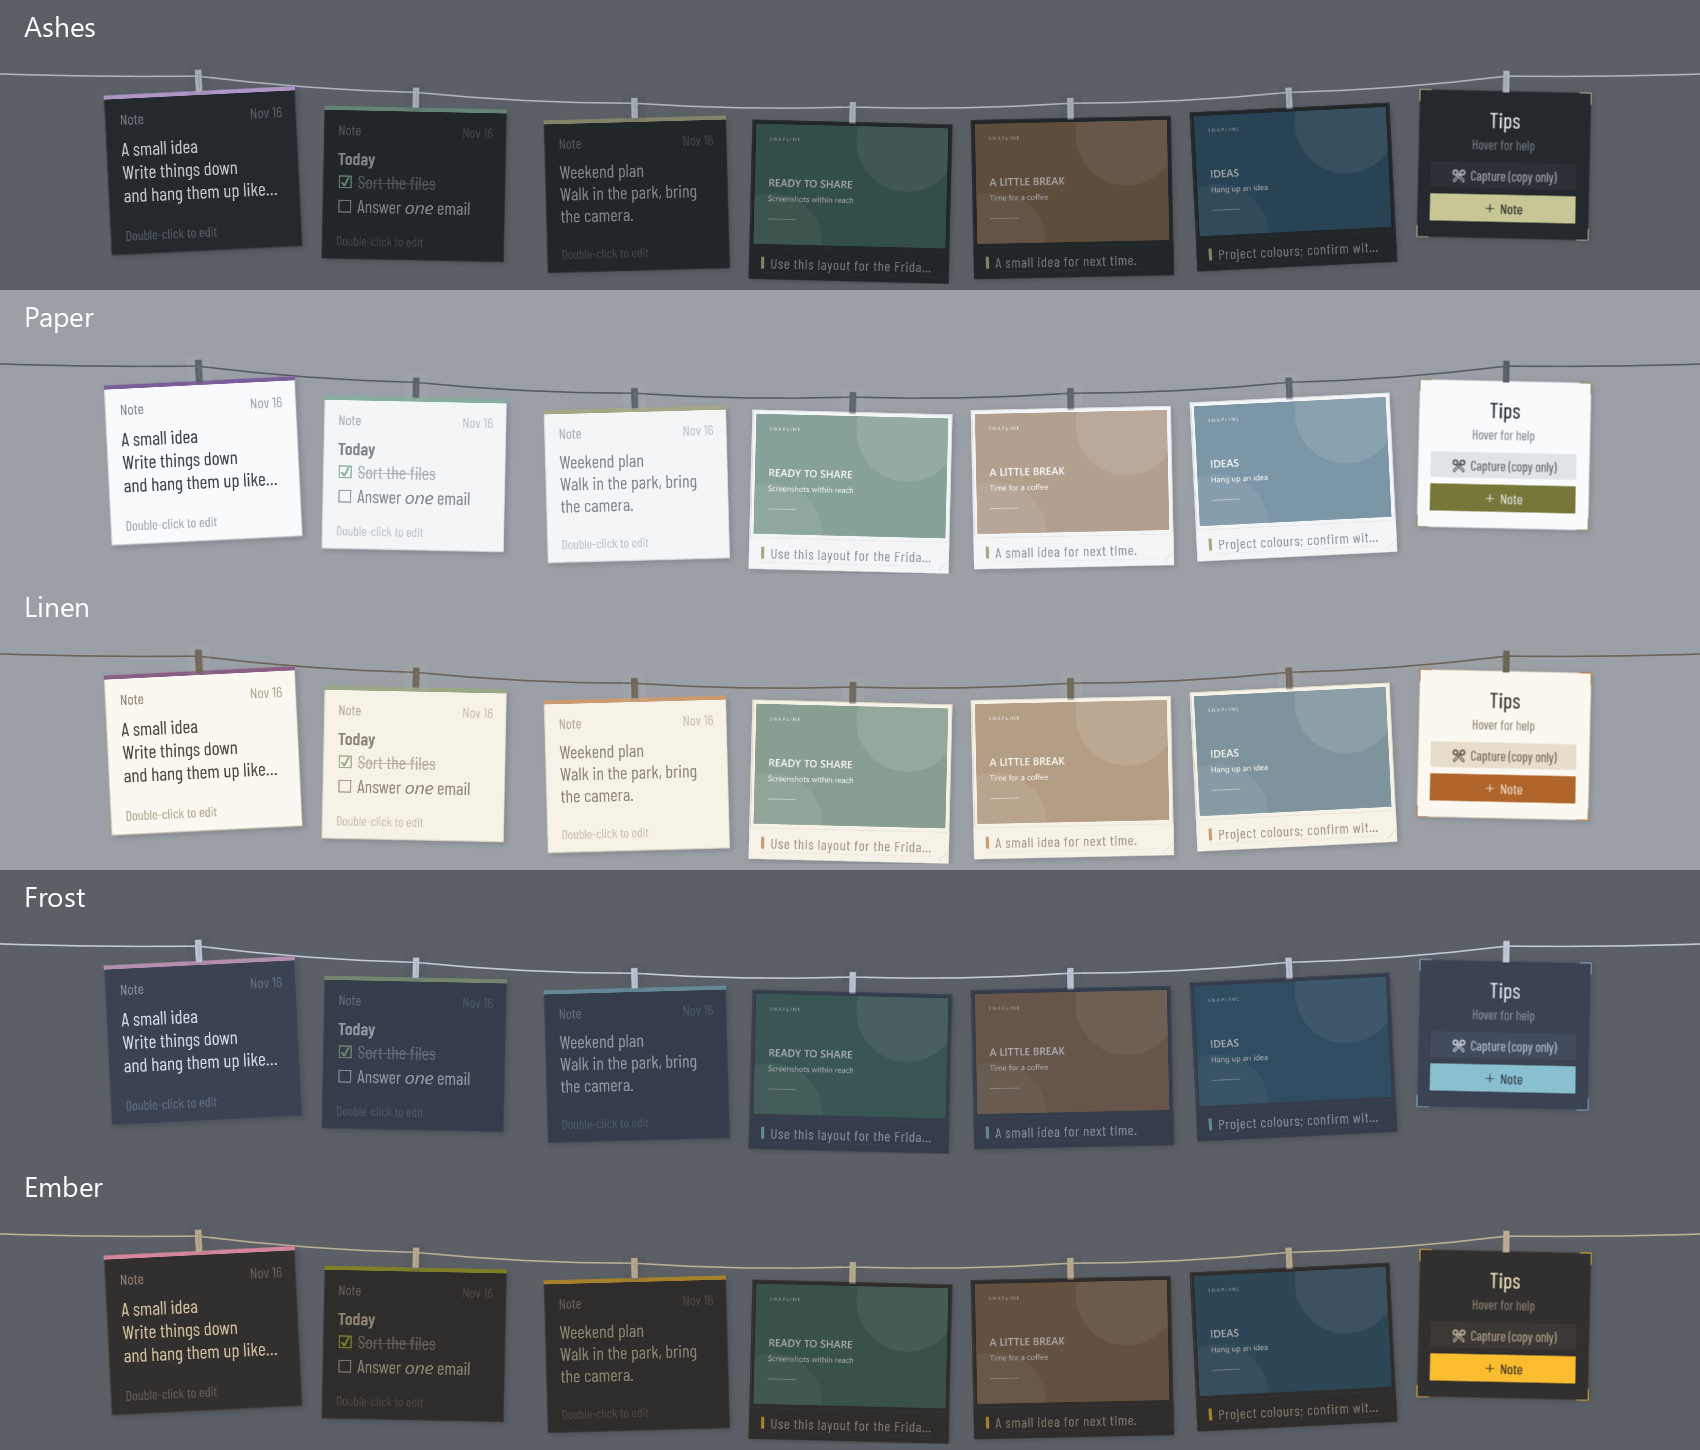 Ashes
Note Nov 16
A small idea
Write things down
and hang them up like...
Double-click to edit
Note Nov 16
Today
Sort the files
Answer one email
Double-click to edit
Note Nov 16
Weekend plan
Walk in the park, bring
the camera.
Double-click to edit
SNAPLINE
READY TO SHARE
Screenshots within reach
Use this layout for the Frida...
SNAPLINE
A LITTLE BREAK
Time for a coffee
A small idea for next time.
SNAPLINE
IDEAS
Hang up an idea
Project colours; confirm wit...
Tips
Hover for help
Capture (copy only)
+ Note
Paper
Note Nov 16
A small idea
Write things down
and hang them up like...
Double-click to edit
Note Nov 16
Today
Sort the files
Answer one email
Double-click to edit
Note Nov 16
Weekend plan
Walk in the park, bring
the camera.
Double-click to edit
SNAPLINE
READY TO SHARE
Screenshots within reach
Use this layout for the Frida...
SNAPLINE
A LITTLE BREAK
Time for a coffee
A small idea for next time.
SNAPLINE
IDEAS
Hang up an idea
Project colours; confirm wit...
Tips
Hover for help
Capture (copy only)
+ Note
Linen
Note Nov 16
A small idea
Write things down
and hang them up like...
Double-click to edit
Note Nov 16
Today
Sort the files
Answer one email
Double-click to edit
Note Nov 16
Weekend plan
Walk in the park, bring
the camera.
Double-click to edit
SNAPLINE
READY TO SHARE
Screenshots within reach
Use this layout for the Frida...
SNAPLINE
A LITTLE BREAK
Time for a coffee
A small idea for next time.
SNAPLINE
IDEAS
Hang up an idea
Project colours; confirm wit...
Tips
Hover for help
Capture (copy only)
+ Note
Frost
Note Nov 16
A small idea
Write things down
and hang them up like...
Double-click to edit
Note Nov 16
Today
Sort the files
Answer one email
Double-click to edit
Note Nov 16
Weekend plan
Walk in the park, bring
the camera.
Double-click to edit
SNAPLINE
READY TO SHARE
Screenshots within reach
Use this layout for the Frida...
SNAPLINE
A LITTLE BREAK
Time for a coffee
A small idea for next time.
SNAPLINE
IDEAS
Hang up an idea
Project colours; confirm wit...
Tips
Hover for help
Capture (copy only)
+ Note
Ember
Note Nov 16
A small idea
Write things down
and hang them up like...
Double-click to edit
Note Nov 16
Today
Sort the files
Answer one email
Double-click to edit
Note Nov 16
Weekend plan
Walk in the park, bring
the camera.
Double-click to edit
SNAPLINE
READY TO SHARE
Screenshots within reach
Use this layout for the Frida...
SNAPLINE
A LITTLE BREAK
Time for a coffee
A small idea for next time.
SNAPLINE
IDEAS
Hang up an idea
Project colours; confirm wit...
Tips
Hover for help
Capture (copy only)
+ Note